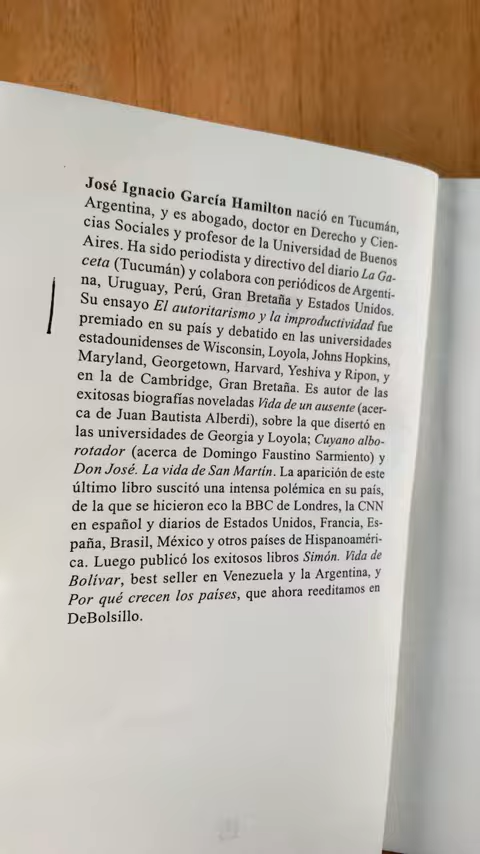 José Ignacio García Hamilton nació en Tucumán,
Argentina, y es abogado, doctor en Derecho y Cien-
cias Sociales y profesor de la Universidad de Buenos
Aires. Ha sido periodista y directivo del diario La Ga-
ceta (Tucumán) y colabora con periódicos de Argenti-
na, Uruguay, Perú, Gran Bretaña y Estados Unidos.
Su ensayo El autoritarismo y la improductividad fue
premiado en su país y debatido en las universidades
estadounidenses de Wisconsin, Loyola, Johns Hopkins,
Maryland, Georgetown, Harvard, Yeshiva y Ripon, y
en la de Cambridge, Gran Bretaña. Es autor de las
exitosas biografías noveladas Vida de un ausente (acer-
ca de Juan Bautista Alberdi), sobre la que disertó en
las universidades de Georgia y Loyola; Cuyano albo-
rotador (acerca de Domingo Faustino Sarmiento) y
Don José. La vida de San Martín. La aparición de este
último libro suscitó una intensa polémica en su país,
de la que se hicieron eco la BBC de Londres, la CNN
en español y diarios de Estados Unidos, Francia, Es-
paña, Brasil, México y otros países de Hispanoaméri-
ca. Luego publicó los exitosos libros Simón. Vida de
Bolívar, best seller en Venezuela y la Argentina, y
Por qué crecen los países, que ahora reeditamos en
DeBolsillo.